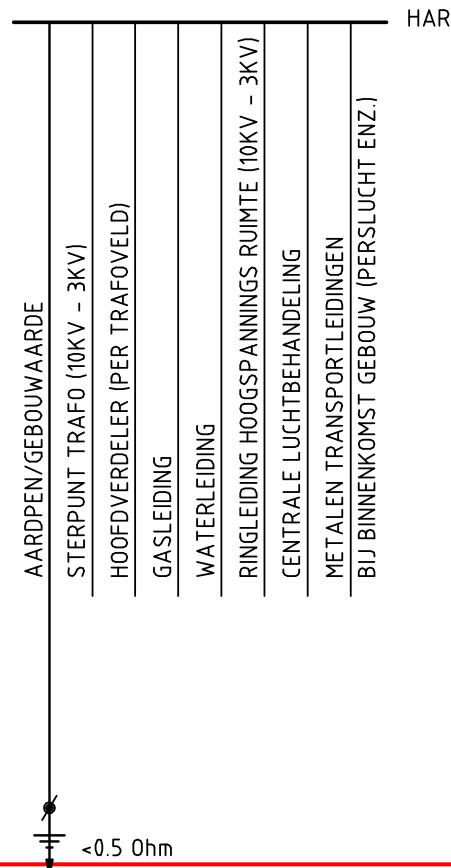 HAR
AARDPEN/GEBOUWAARDE
STERPUNT TRAFO (10KV - 3KV)
HOOFDVERDELER (PER TRAFOVELD)
GASLEIDING
WATERLEIDING
RINGLEIDING HOOGSPANNINGS RUIMTE (10KV - 3KV)
CENTRALE LUCHTBEHANDELING
METALEN TRANSPORTLEIDINGEN
BIJ BINNENKOMST GEBOUW (PERSLUCHT ENZ.)
<0.5 Ohm